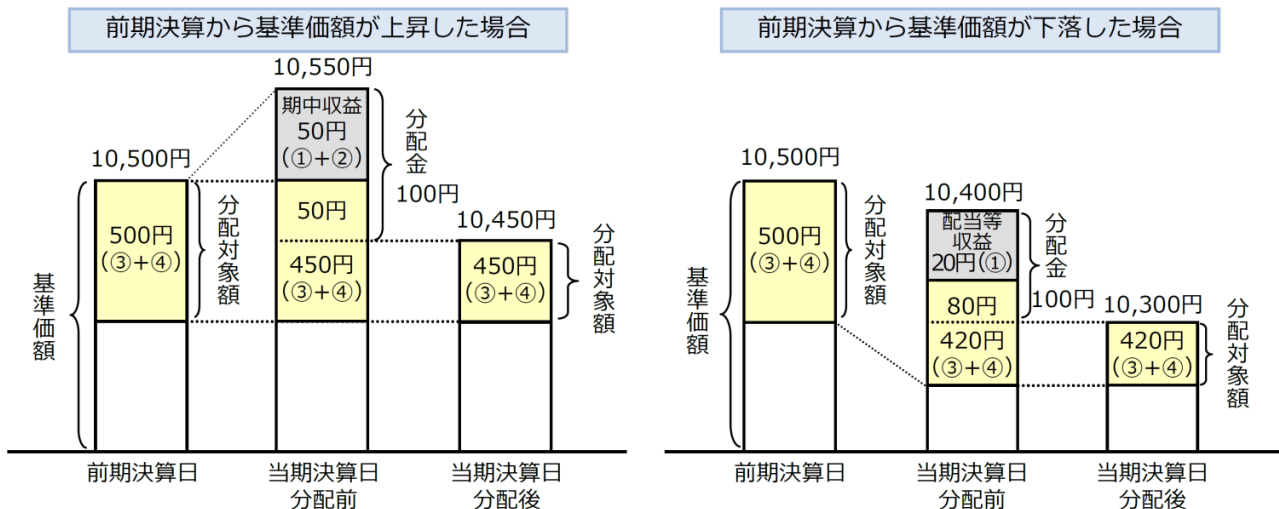 前期決算から基準価額が上昇した場合
10,550円
期中収益
50円
(①+②)
分配金
100円
10,500円
500円
(③+④)
分配対象額
50円
450円
(③+④)
10,450円
450円
(③+④)
分配対象額
基準価額
前期決算日
当期決算日
分配前
当期決算日
分配後
前期決算から基準価額が下落した場合
10,500円
500円
(③+④)
分配対象額
10,400円
配当等
収益
20円(①)
分配金
100円
80円
420円
(③+④)
10,300円
420円
(③+④)
分配対象額
基準価額
前期決算日
当期決算日
分配前
当期決算日
分配後